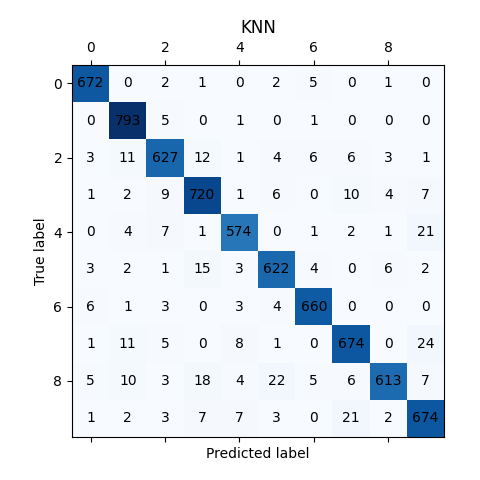 KNN
0 2 4 6 8
0 672 0 2 1 0 2 5 0 1 0
0 793 5 0 1 0 1 0 0 0
2 3 11 627 12 1 4 6 6 3 1
1 2 9 720 1 6 0 10 4 7
4 0 4 7 1 574 0 1 2 1 21
3 2 1 15 3 622 4 0 6 2
6 6 1 3 0 3 4 660 0 0 0
1 11 5 0 8 1 0 674 0 24
8 5 10 3 18 4 22 5 6 613 7
1 2 3 7 7 3 0 21 2 674
True label
Predicted label